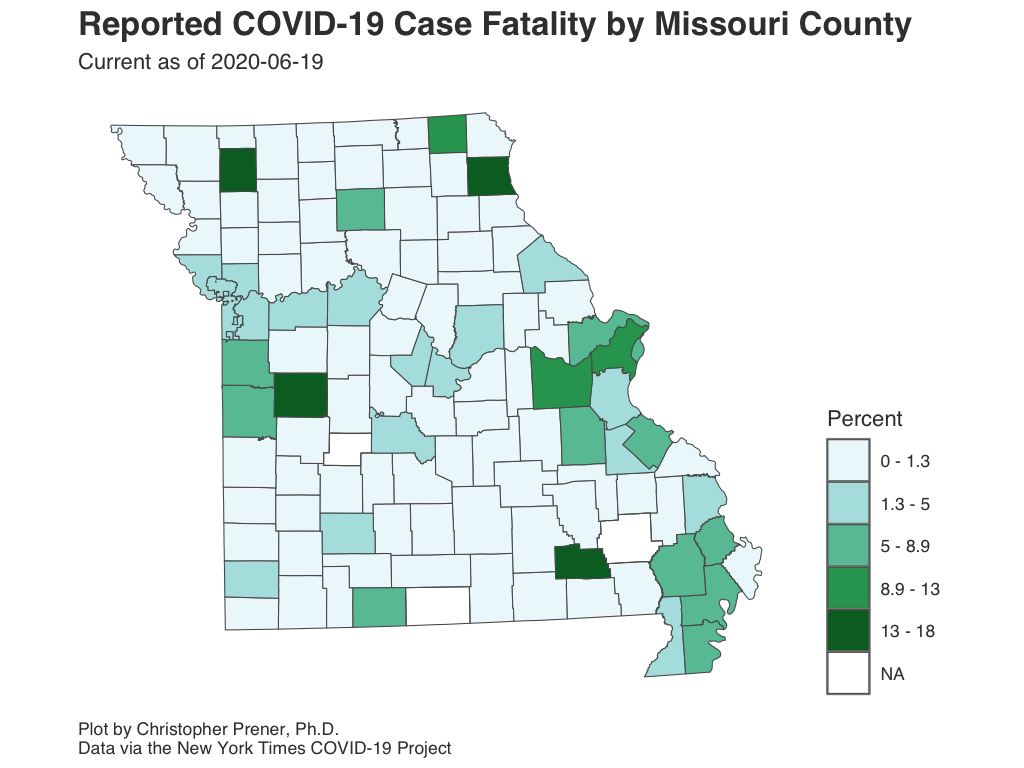 Reported COVID-19 Case Fatality by Missouri County
Current as of 2020-06-19
Percent
0 - 1.3
1.3 - 5
5 - 8.9
8.9 - 13
13 - 18
NA
Plot by Christopher Prener, Ph.D.
Data via the New York Times COVID-19 Project